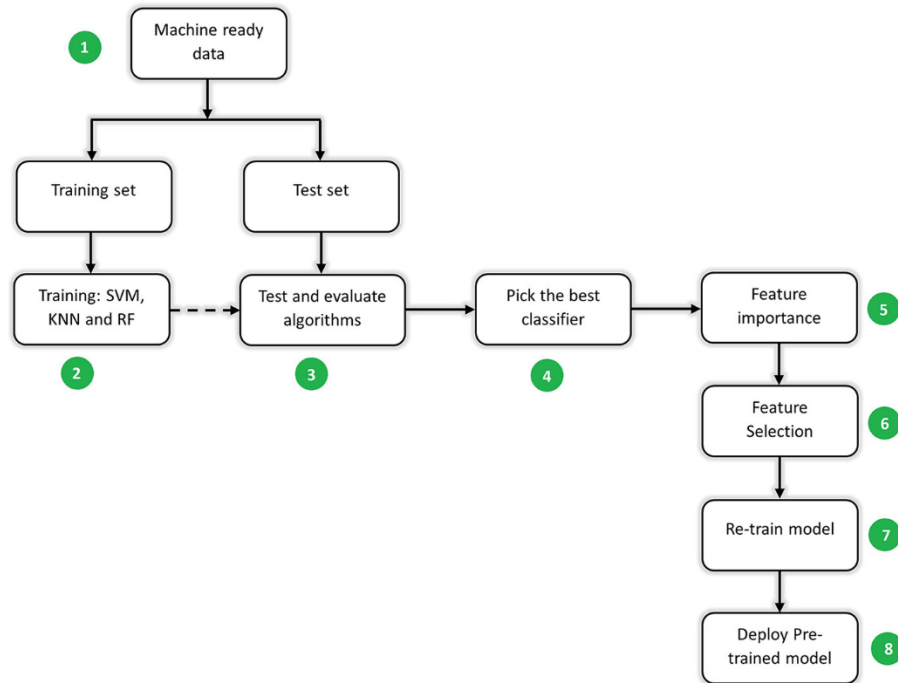 1
Machine ready
data
Training set
Test set
Training: SVM,
KNN and RF
Test and evaluate
algorithms
Pick the best
classifier
Feature
importance
5
2
3
4
Feature
Selection
6
Re-train model
7
Deploy Pre-
trained model
8